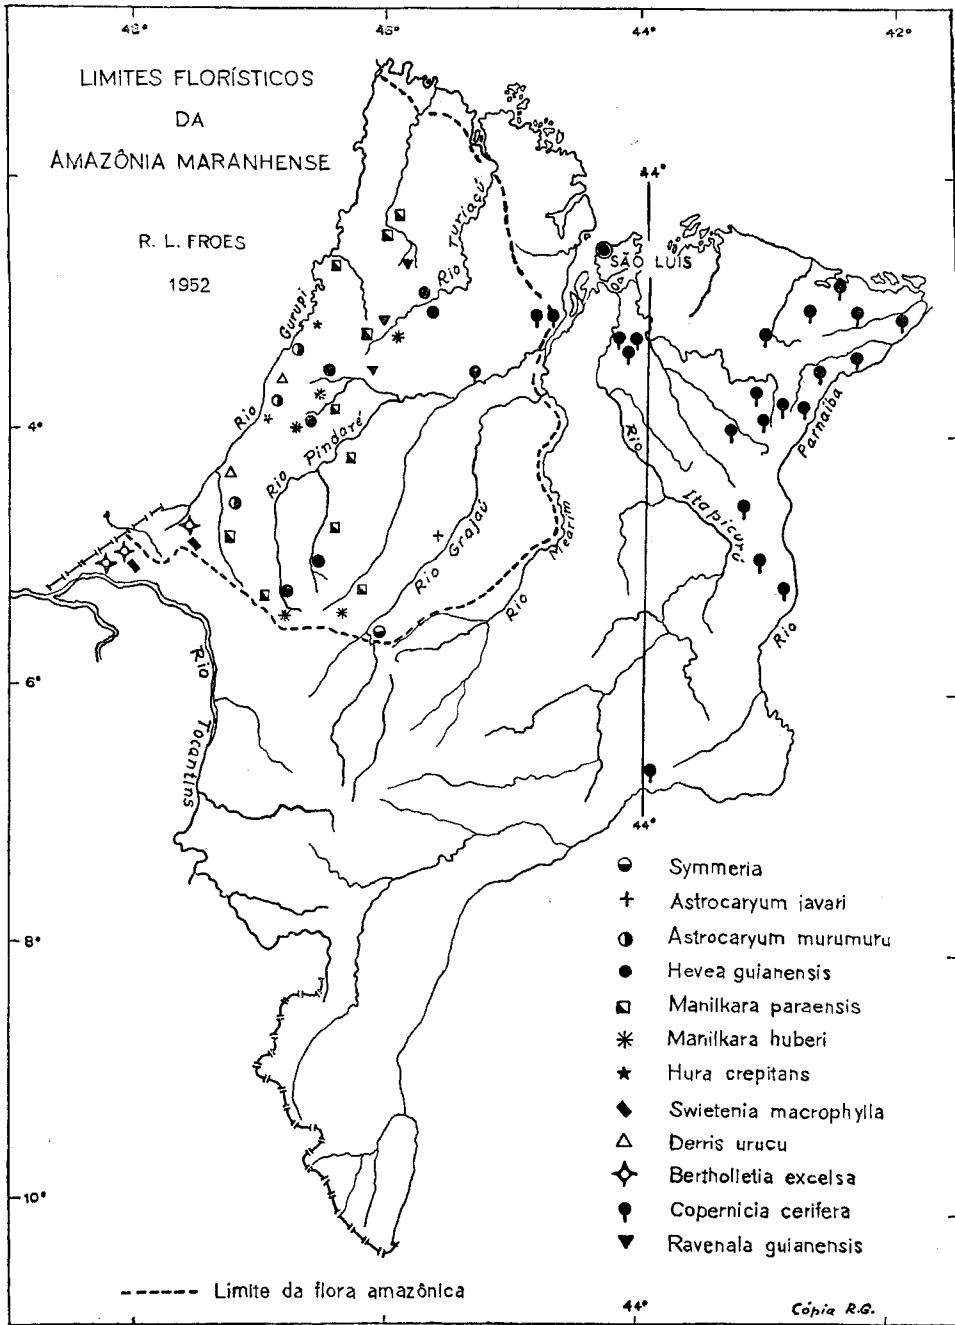 48°
46°
44°
42°
LIMITES FLORÍSTICOS
DA
AMAZÔNIA MARANHENSE
R. L. FROES
1952
44°
SÃO LUIS
Rio Turiaçú
Rio Gurupi
Rio Pindaré
Rio Grajaú
Rio Mearim
Rio Itapicurú
Rio Parnaiba
Rio Tocantins
4°
6°
8°
10°
44°
Symmeria
Astrocaryum javari
Astrocaryum murumuru
Hevea guianensis
Manilkara paraensis
Manilkara huberi
Hura crepitans
Swietenia macrophylla
Derris urucu
Bertholletia excelsa
Copernicia cerifera
Ravenala guianensis
Limite da flora amazônica
44°
Cópia R.G.